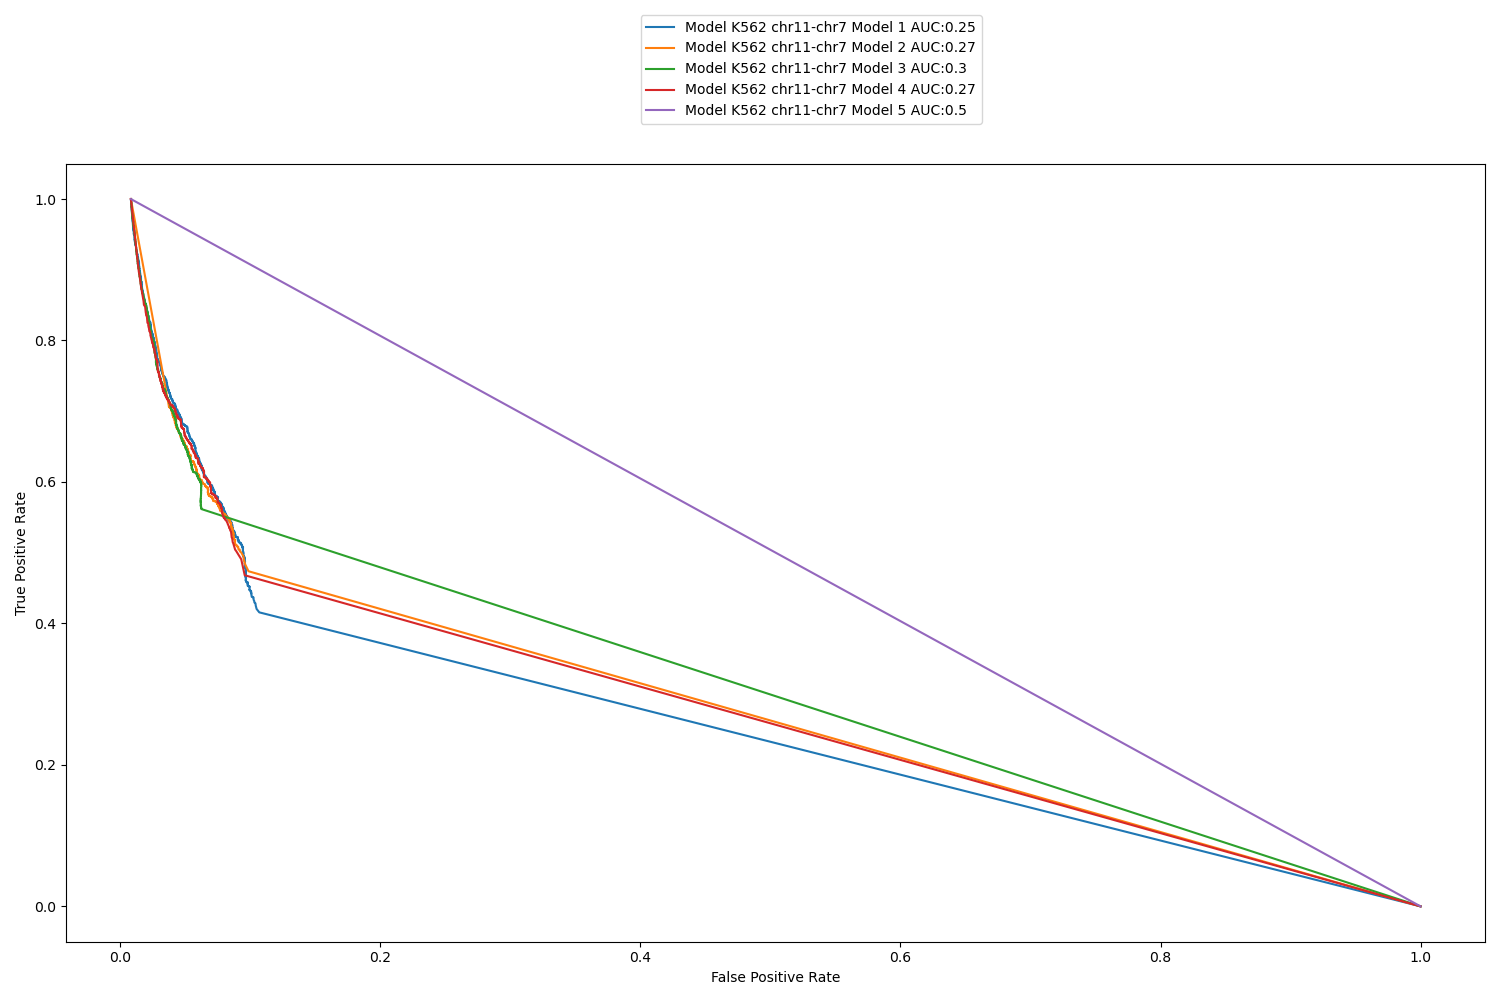 Model K562 chr11-chr7 Model 1 AUC:0.25
Model K562 chr11-chr7 Model 2 AUC:0.27
Model K562 chr11-chr7 Model 3 AUC:0.3
Model K562 chr11-chr7 Model 4 AUC:0.27
Model K562 chr11-chr7 Model 5 AUC:0.5
1.0
0.8
0.6
0.4
0.2
0.0
True Positive Rate
0.0 0.2 0.4 0.6 0.8 1.0
False Positive Rate